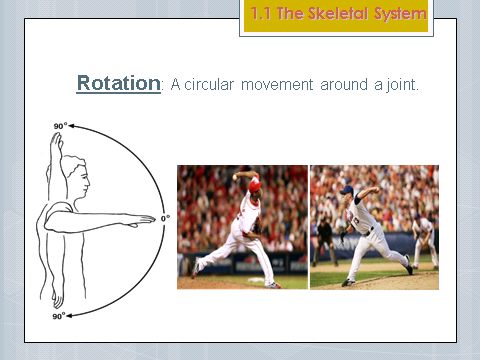 1.1 The Skeletal System
Rotation: A circular movement around a joint.
90°
0°
90°